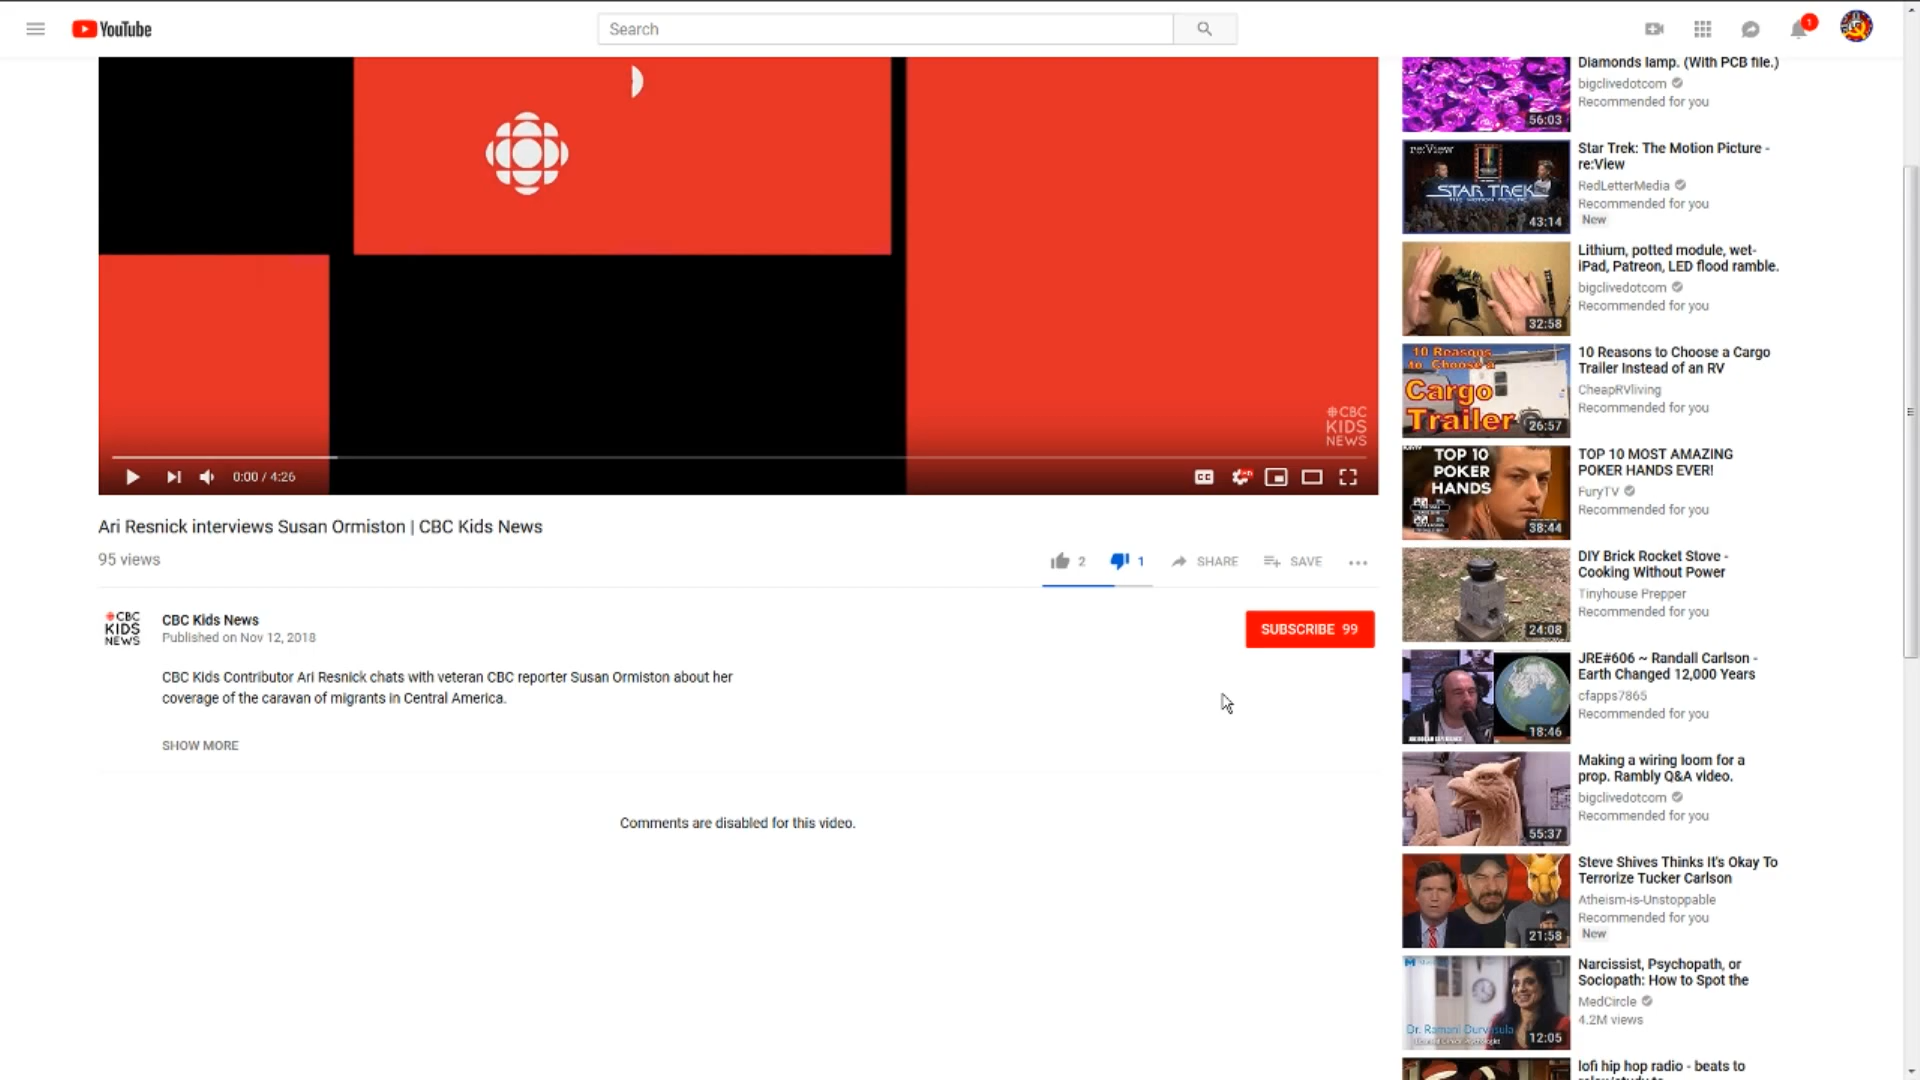 YouTube
Search
1
CBC
KIDS
NEWS
0:00 / 4:26
CC
Ari Resnick interviews Susan Ormiston | CBC Kids News
95 views
2
1
SHARE
SAVE
CBC
KIDS
NEWS
CBC Kids News
Published on Nov 12, 2018
SUBSCRIBE 99
CBC Kids Contributor Ari Resnick chats with veteran CBC reporter Susan Ormiston about her
coverage of the caravan of migrants in Central America.
SHOW MORE
Comments are disabled for this video.
56:03
Diamonds lamp. (With PCB file.)
bigclivedotcom
Recommended for you
re:View
STAR TREK
THE MOTION PICTURE
43:14
Star Trek: The Motion Picture -
re:View
RedLetterMedia
Recommended for you
New
32:58
Lithium, potted module, wet-
iPad, Patreon, LED flood ramble.
bigclivedotcom
Recommended for you
10 Reasons
to Choose a
Cargo
Trailer
26:57
10 Reasons to Choose a Cargo
Trailer Instead of an RV
CheapRVliving
Recommended for you
TOP 10
POKER
HANDS
38:44
TOP 10 MOST AMAZING
POKER HANDS EVER!
FuryTV
Recommended for you
24:08
DIY Brick Rocket Stove -
Cooking Without Power
Tinyhouse Prepper
Recommended for you
18:46
JRE#606 ~ Randall Carlson -
Earth Changed 12,000 Years
cfapps7865
Recommended for you
55:37
Making a wiring loom for a
prop. Rambly Q&A video.
bigclivedotcom
Recommended for you
21:58
Steve Shives Thinks It's Okay To
Terrorize Tucker Carlson
Atheism-is-Unstoppable
Recommended for you
New
Dr. Ramani Durvasula
12:05
Narcissist, Psychopath, or
Sociopath: How to Spot the
MedCircle
4.2M views
lofi hip hop radio - beats to